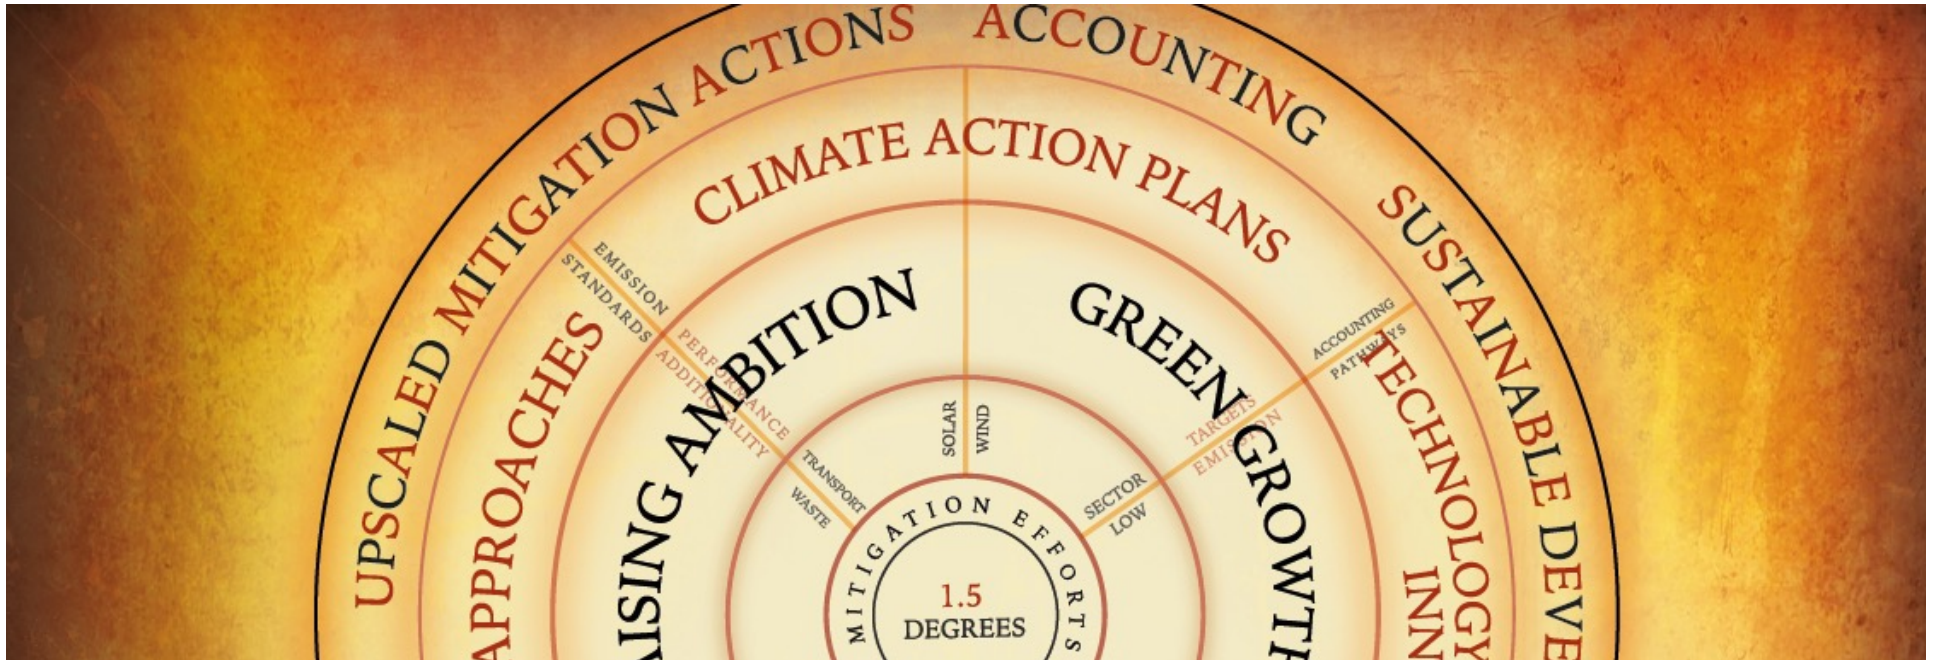 UPSCALED MITIGATION ACTIONS
ACCOUNTING
SUSTAINABLE DEVE
APPROACHES
CLIMATE ACTION PLANS
TECHNOLOGY
INN
AISING AMBITION
GREEN GROWTH
EMISSION
STANDARDS
PERFORMANCE
ADDITIONALITY
TRANSPORT
WASTE
SOLAR
WIND
ACCOUNTING
PATHWAYS
TARGETS
EMISSION
SECTOR
LOW
MITIGATION EFFORTS
1.5
DEGREES